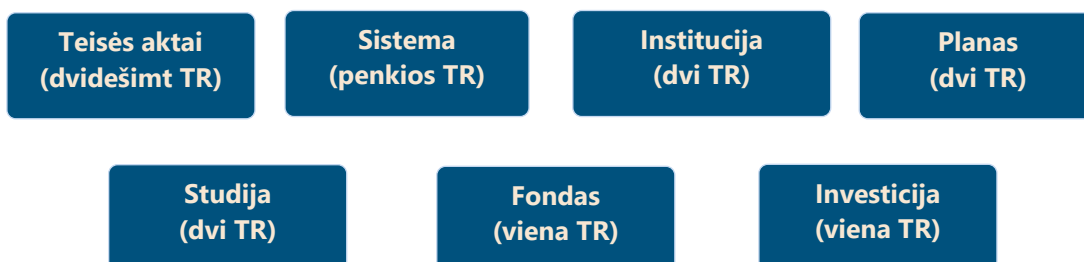 Teisės aktai
(dvidešimt TR)
Sistema
(penkios TR)
Institucija
(dvi TR)
Planas
(dvi TR)
Studija
(dvi TR)
Fondas
(viena TR)
Investicija
(viena TR)